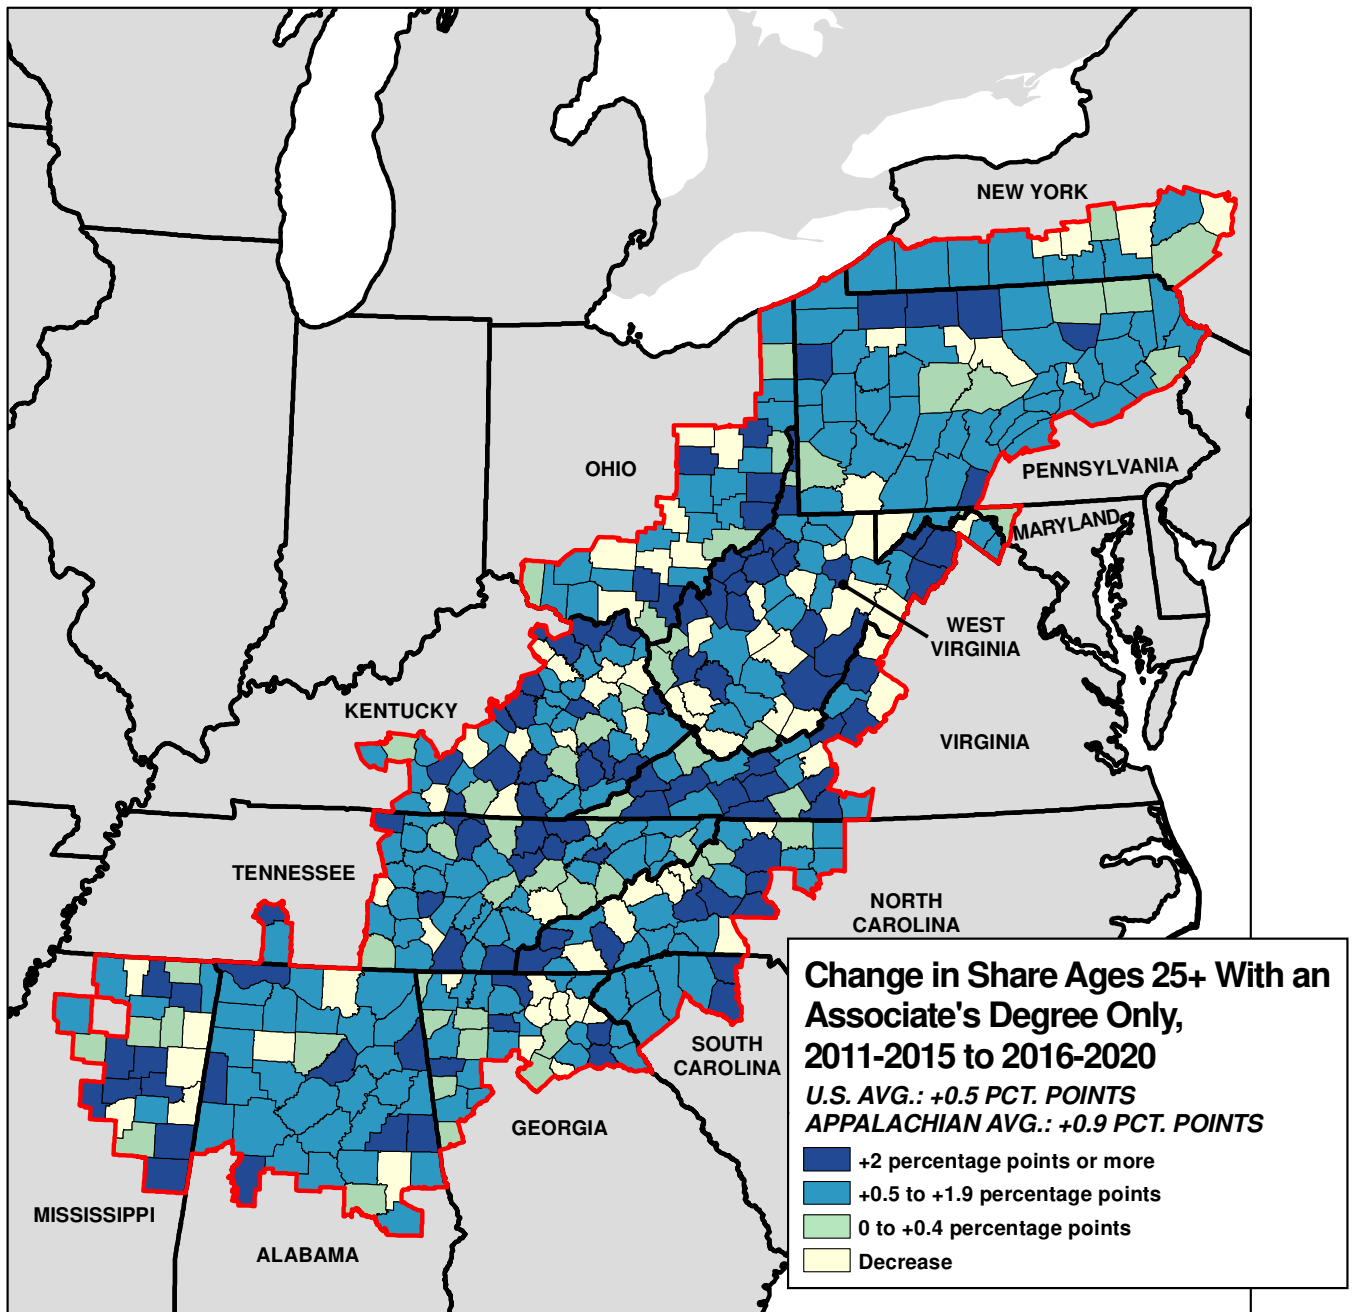 NEW YORK
OHIO
PENNSYLVANIA
MARYLAND
WEST
VIRGINIA
KENTUCKY
VIRGINIA
TENNESSEE
NORTH
CAROLINA
SOUTH
CAROLINA
GEORGIA
MISSISSIPPI
ALABAMA
Change in Share Ages 25+ With an
Associate's Degree Only,
2011-2015 to 2016-2020
U.S. AVG.: +0.5 PCT. POINTS
APPALACHIAN AVG.: +0.9 PCT. POINTS
+2 percentage points or more
+0.5 to +1.9 percentage points
0 to +0.4 percentage points
Decrease